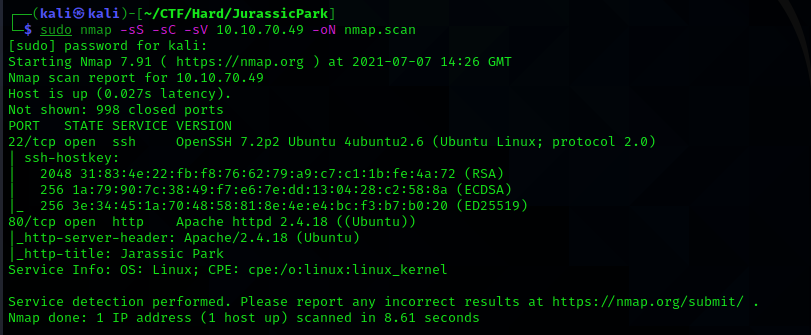 ┌──(kali㉿kali)-[~/CTF/Hard/JurassicPark]
└─$ sudo nmap -sS -sC -sV 10.10.70.49 -oN nmap.scan
[sudo] password for kali:
Starting Nmap 7.91 ( https://nmap.org ) at 2021-07-07 14:26 GMT
Nmap scan report for 10.10.70.49
Host is up (0.027s latency).
Not shown: 998 closed ports
PORT   STATE SERVICE VERSION
22/tcp open  ssh     OpenSSH 7.2p2 Ubuntu 4ubuntu2.6 (Ubuntu Linux; protocol 2.0)
| ssh-hostkey:
|   2048 31:83:4e:22:fb:f8:76:62:79:a9:c7:c1:1b:fe:4a:72 (RSA)
|   256 1a:79:90:7c:38:49:f7:e6:7e:dd:13:04:28:c2:58:8a (ECDSA)
|_  256 3e:34:45:1a:70:48:58:81:8e:4e:e4:bc:f3:b7:b0:20 (ED25519)
80/tcp open  http    Apache httpd 2.4.18 ((Ubuntu))
|_http-server-header: Apache/2.4.18 (Ubuntu)
|_http-title: Jarassic Park
Service Info: OS: Linux; CPE: cpe:/o:linux:linux_kernel

Service detection performed. Please report any incorrect results at https://nmap.org/submit/ .
Nmap done: 1 IP address (1 host up) scanned in 8.61 seconds